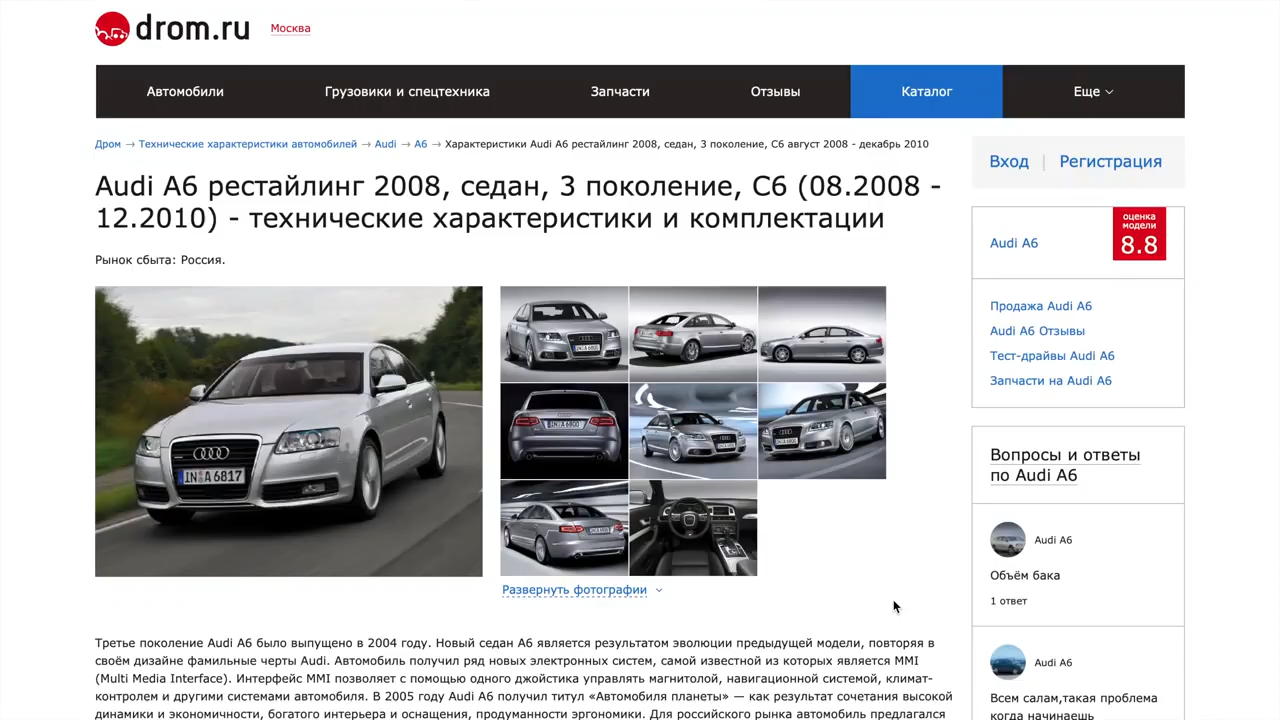 drom.ru
Москва
Автомобили
Грузовики и спецтехника
Запчасти
Отзывы
Каталог
Еще
Дром → Технические характеристики автомобилей → Audi → A6 → Характеристики Audi A6 рестайлинг 2008, седан, 3 поколение, C6 август 2008 - декабрь 2010
Audi A6 рестайлинг 2008, седан, 3 поколение, C6 (08.2008 -
12.2010) - технические характеристики и комплектации
Рынок сбыта: Россия.
IN A 6817
Развернуть фотографии
Третье поколение Audi A6 было выпущено в 2004 году. Новый седан A6 является результатом эволюции предыдущей модели, повторяя в
своём дизайне фамильные черты Audi. Автомобиль получил ряд новых электронных систем, самой известной из которых является MMI
(Multi Media Interface). Интерфейс MMI позволяет с помощью одного джойстика управлять магнитолой, навигационной системой, климат-
контролем и другими системами автомобиля. В 2005 году Audi A6 получил титул «Автомобиля планеты» — как результат сочетания высокой
динамики и экономичности, богатого интерьера и оснащения, продуманности эргономики. Для российского рынка автомобиль предлагался
Вход | Регистрация
Audi A6
оценка
модели
8.8
Продажа Audi A6
Audi A6 Отзывы
Тест-драйвы Audi A6
Запчасти на Audi A6
Вопросы и ответы
по Audi A6
Audi A6
Объём бака
1 ответ
Audi A6
Всем салам,такая проблема
когда начинаешь